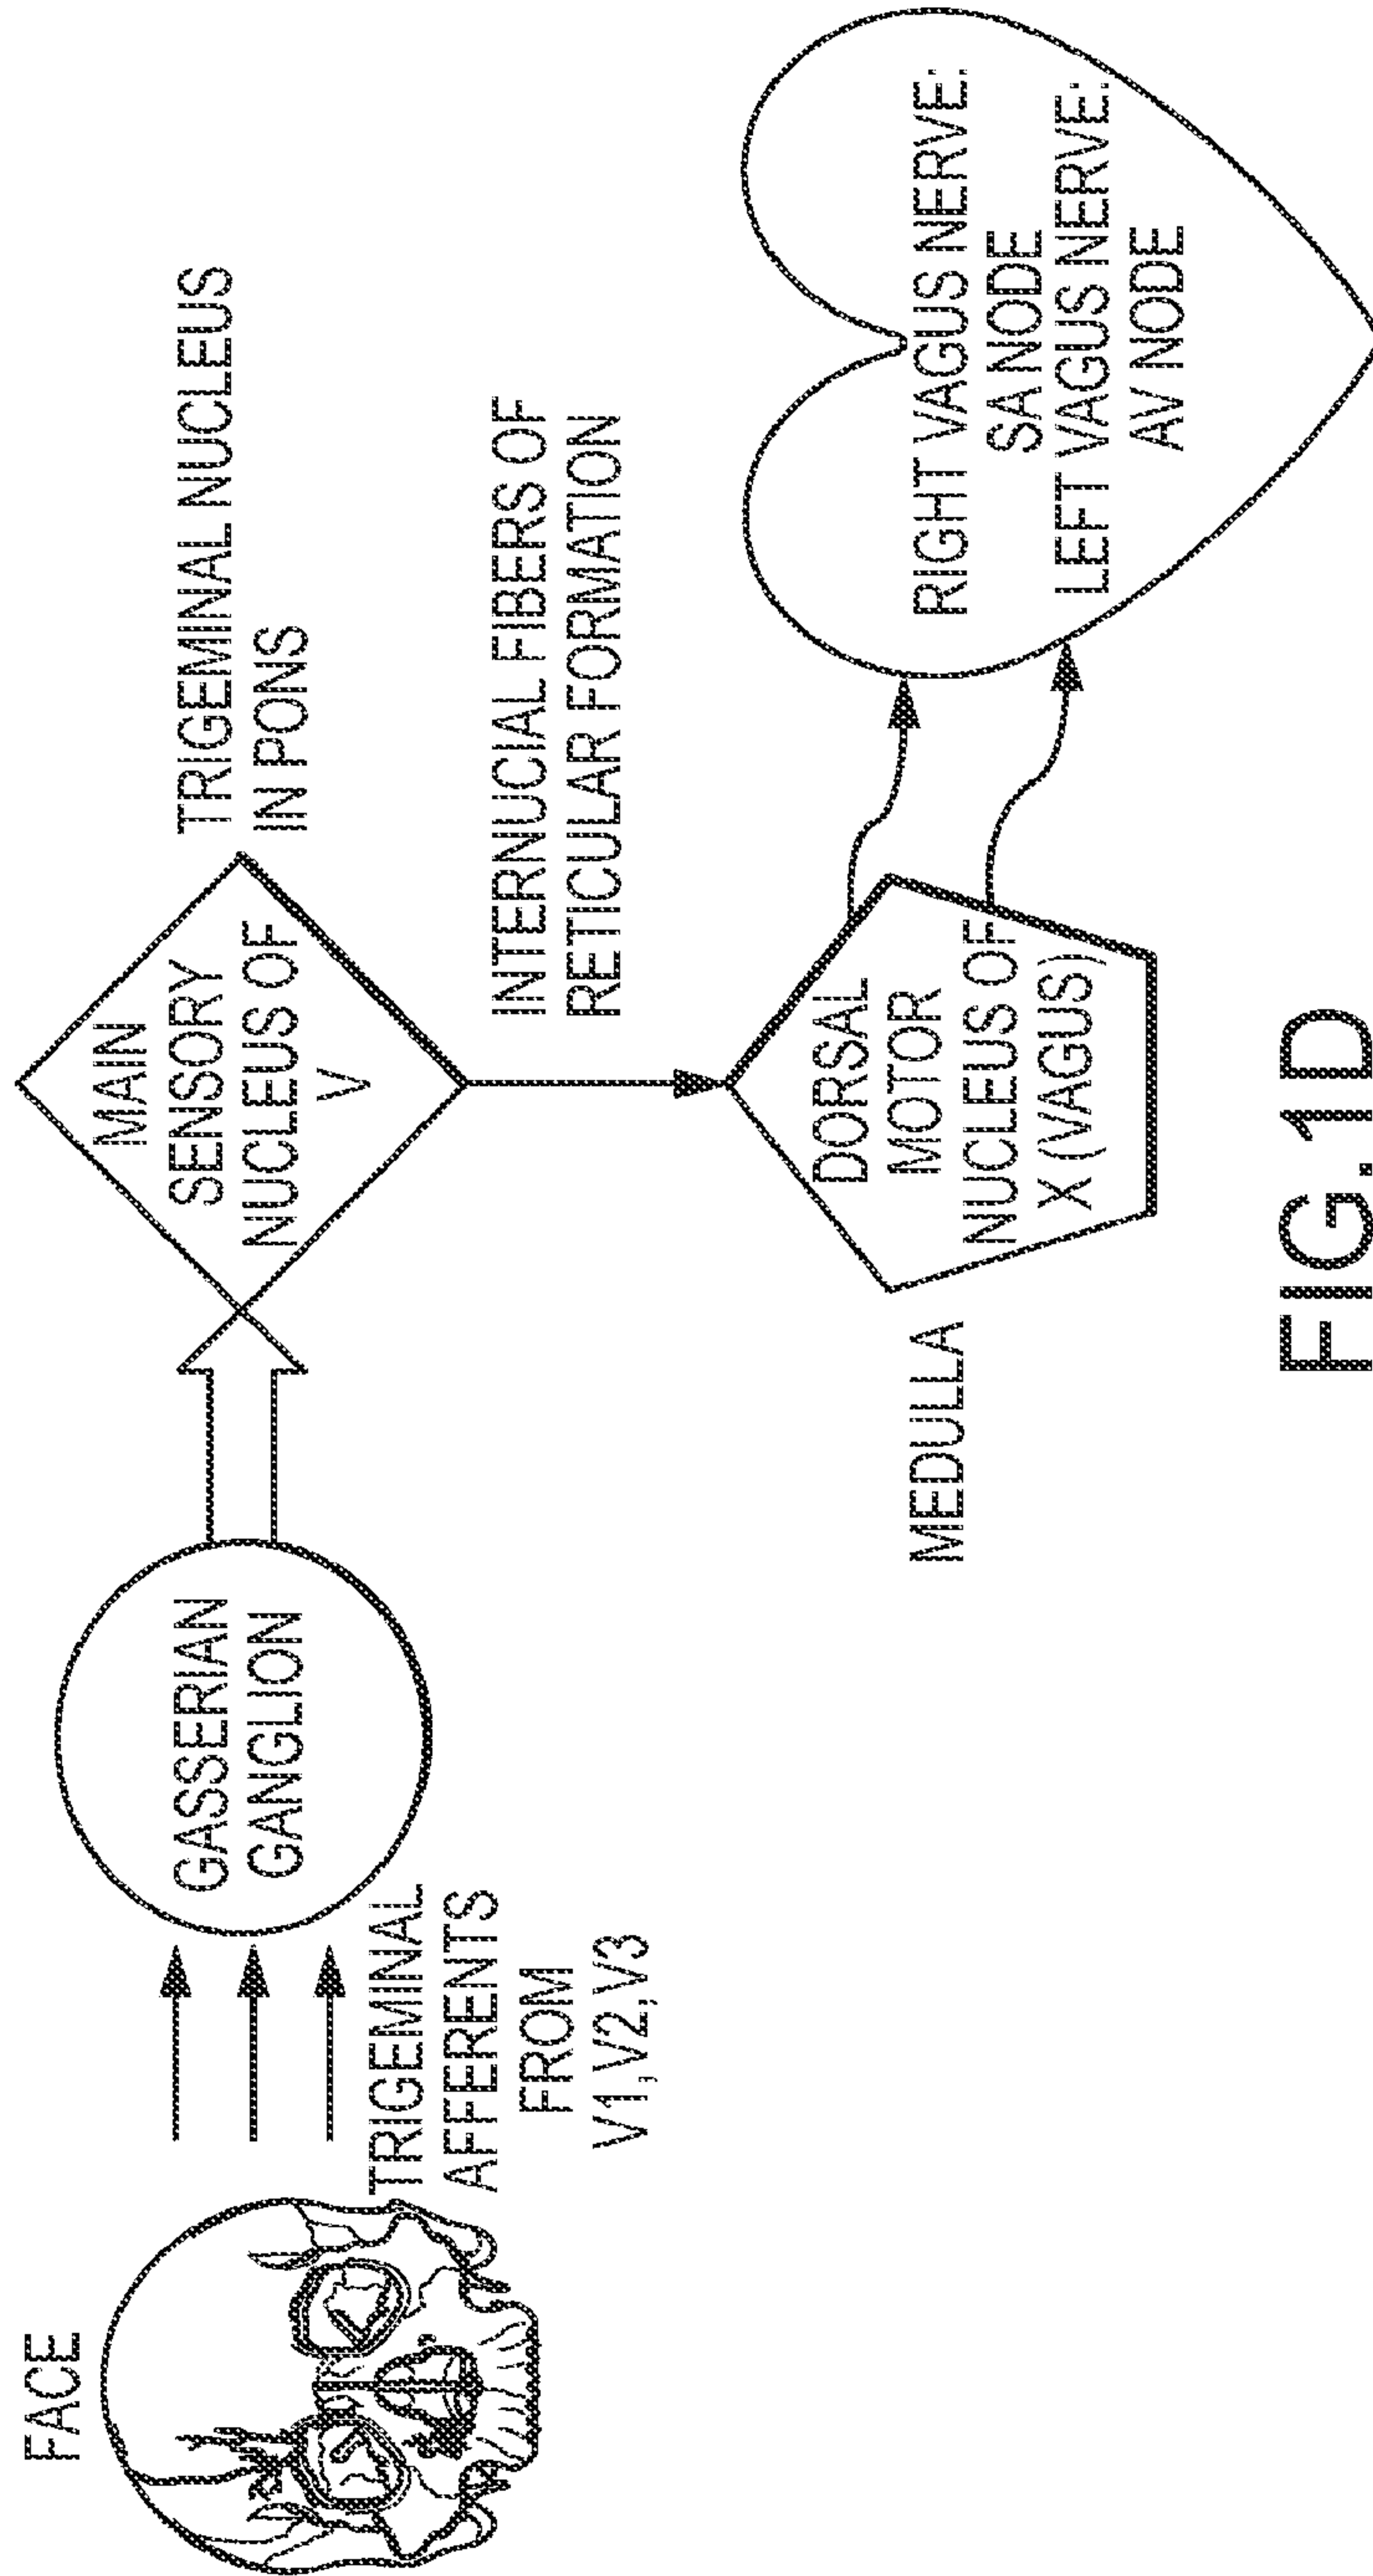 FACE
TRIGEMINAL
AFFERENTS
FROM
V1,V2,V3
GASSERIAN
GANGLION
MAIN
SENSORY
NUCLEUS OF
V
TRIGEMINAL NUCLEUS
IN PONS
INTERNUCIAL FIBERS OF
RETICULAR FORMATION
MEDULLA
DORSAL
MOTOR
NUCLEUS OF
X (VAGUS)
RIGHT VAGUS NERVE:
SA NODE
LEFT VAGUS NERVE:
AV NODE
FIG.1D